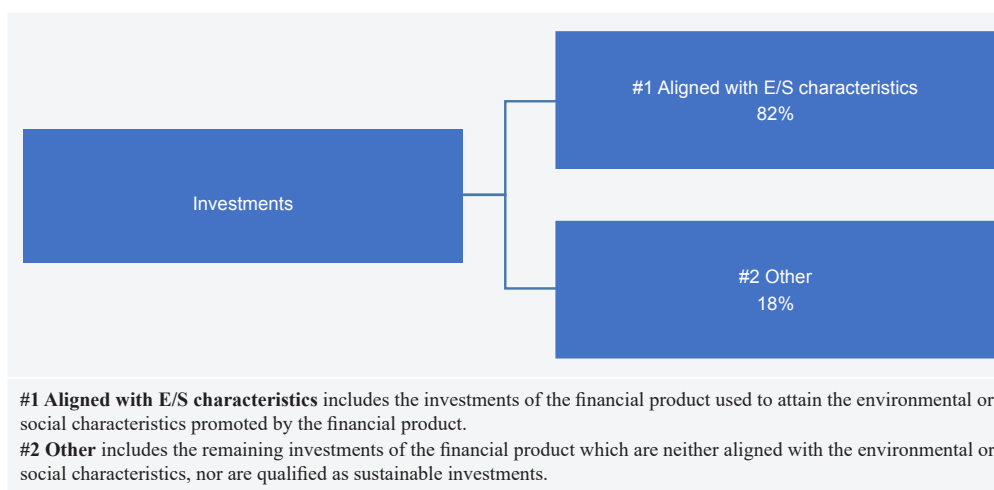 #1 Aligned with E/S characteristics
82%
Investments
#2 Other
18%
#1 Aligned with E/S characteristics includes the investments of the financial product used to attain the environmental or
social characteristics promoted by the financial product.
#2 Other includes the remaining investments of the financial product which are neither aligned with the environmental or
social characteristics, nor are qualified as sustainable investments.